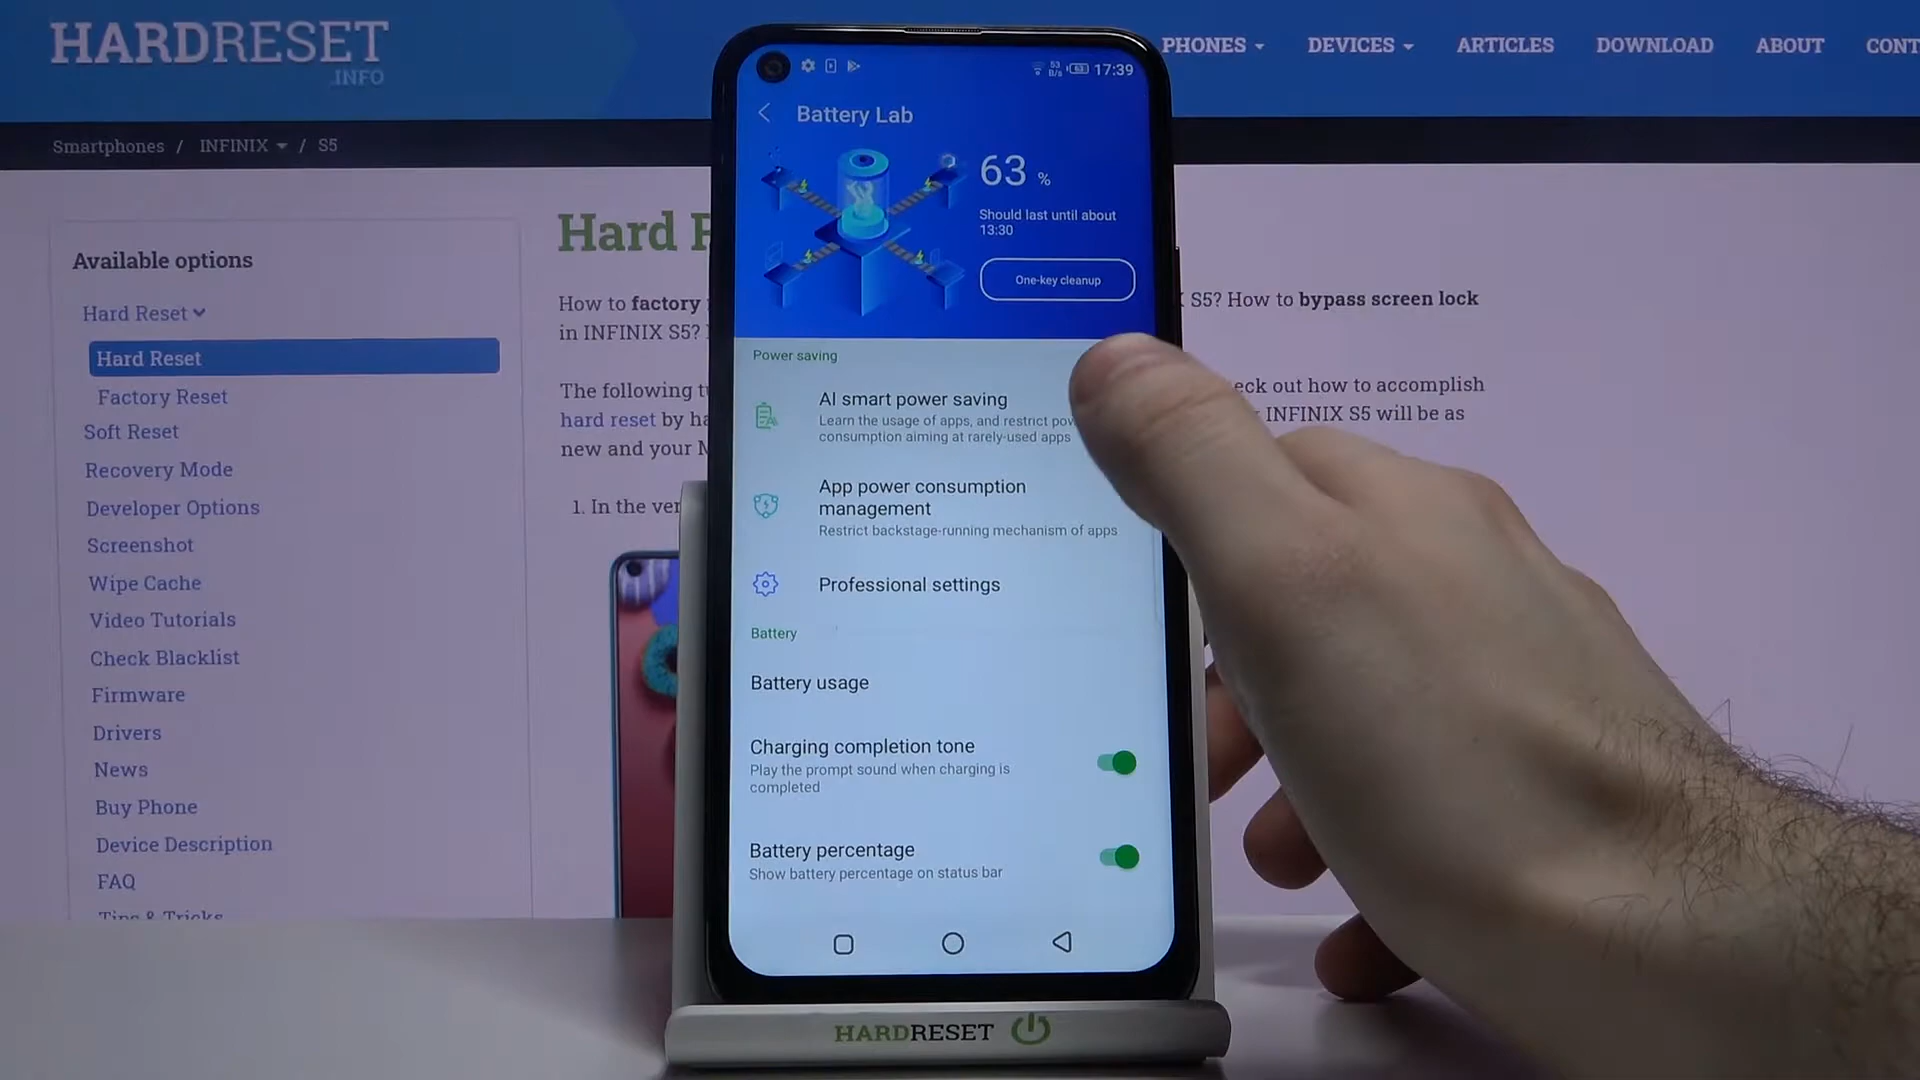 HARDRESET
.INFO
PHONES
DEVICES
ARTICLES
DOWNLOAD
ABOUT
CONT
Smartphones / INFINIX / S5
Available options
Hard Reset
Hard Reset
Factory Reset
Soft Reset
Recovery Mode
Developer Options
Screenshot
Wipe Cache
Video Tutorials
Check Blacklist
Firmware
Drivers
News
Buy Phone
Device Description
FAQ
Tips & Tricks
Hard
How to factory
S5? How to bypass screen lock
in INFINIX S5?
The following
eck out how to accomplish
hard reset by ha
INFINIX S5 will be as
new and your M
1. In the ver
53
B/s
63
17:39
Battery Lab
63 %
Should last until about
13:30
One-key cleanup
Power saving
AI smart power saving
Learn the usage of apps, and restrict pow
consumption aiming at rarely-used apps
App power consumption
management
Restrict backstage-running mechanism of apps
Professional settings
Battery
Battery usage
Charging completion tone
Play the prompt sound when charging is
completed
Battery percentage
Show battery percentage on status bar
HARDRESET